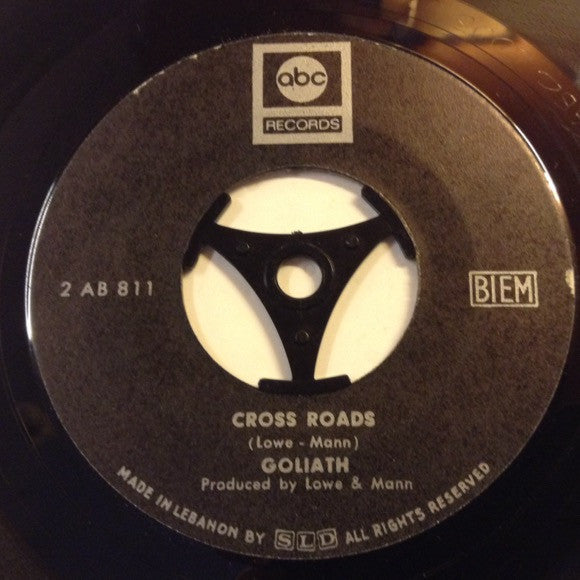 abc
RECORDS
2 AB 811
BIEM
CROSS ROADS
(Lowe - Mann)
GOLIATH
Produced by Lowe & Mann
MADE IN LEBANON BY SLD ALL RIGHTS RESERVED